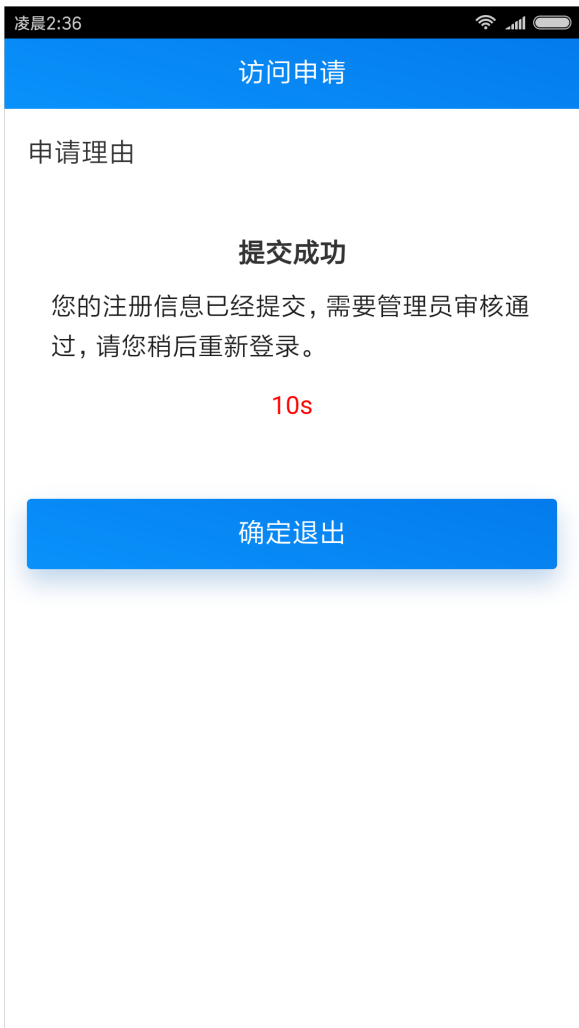 凌晨2:36
访问申请
申请理由
提交成功
您的注册信息已经提交，需要管理员审核通
过，请您稍后重新登录。
10s
确定退出